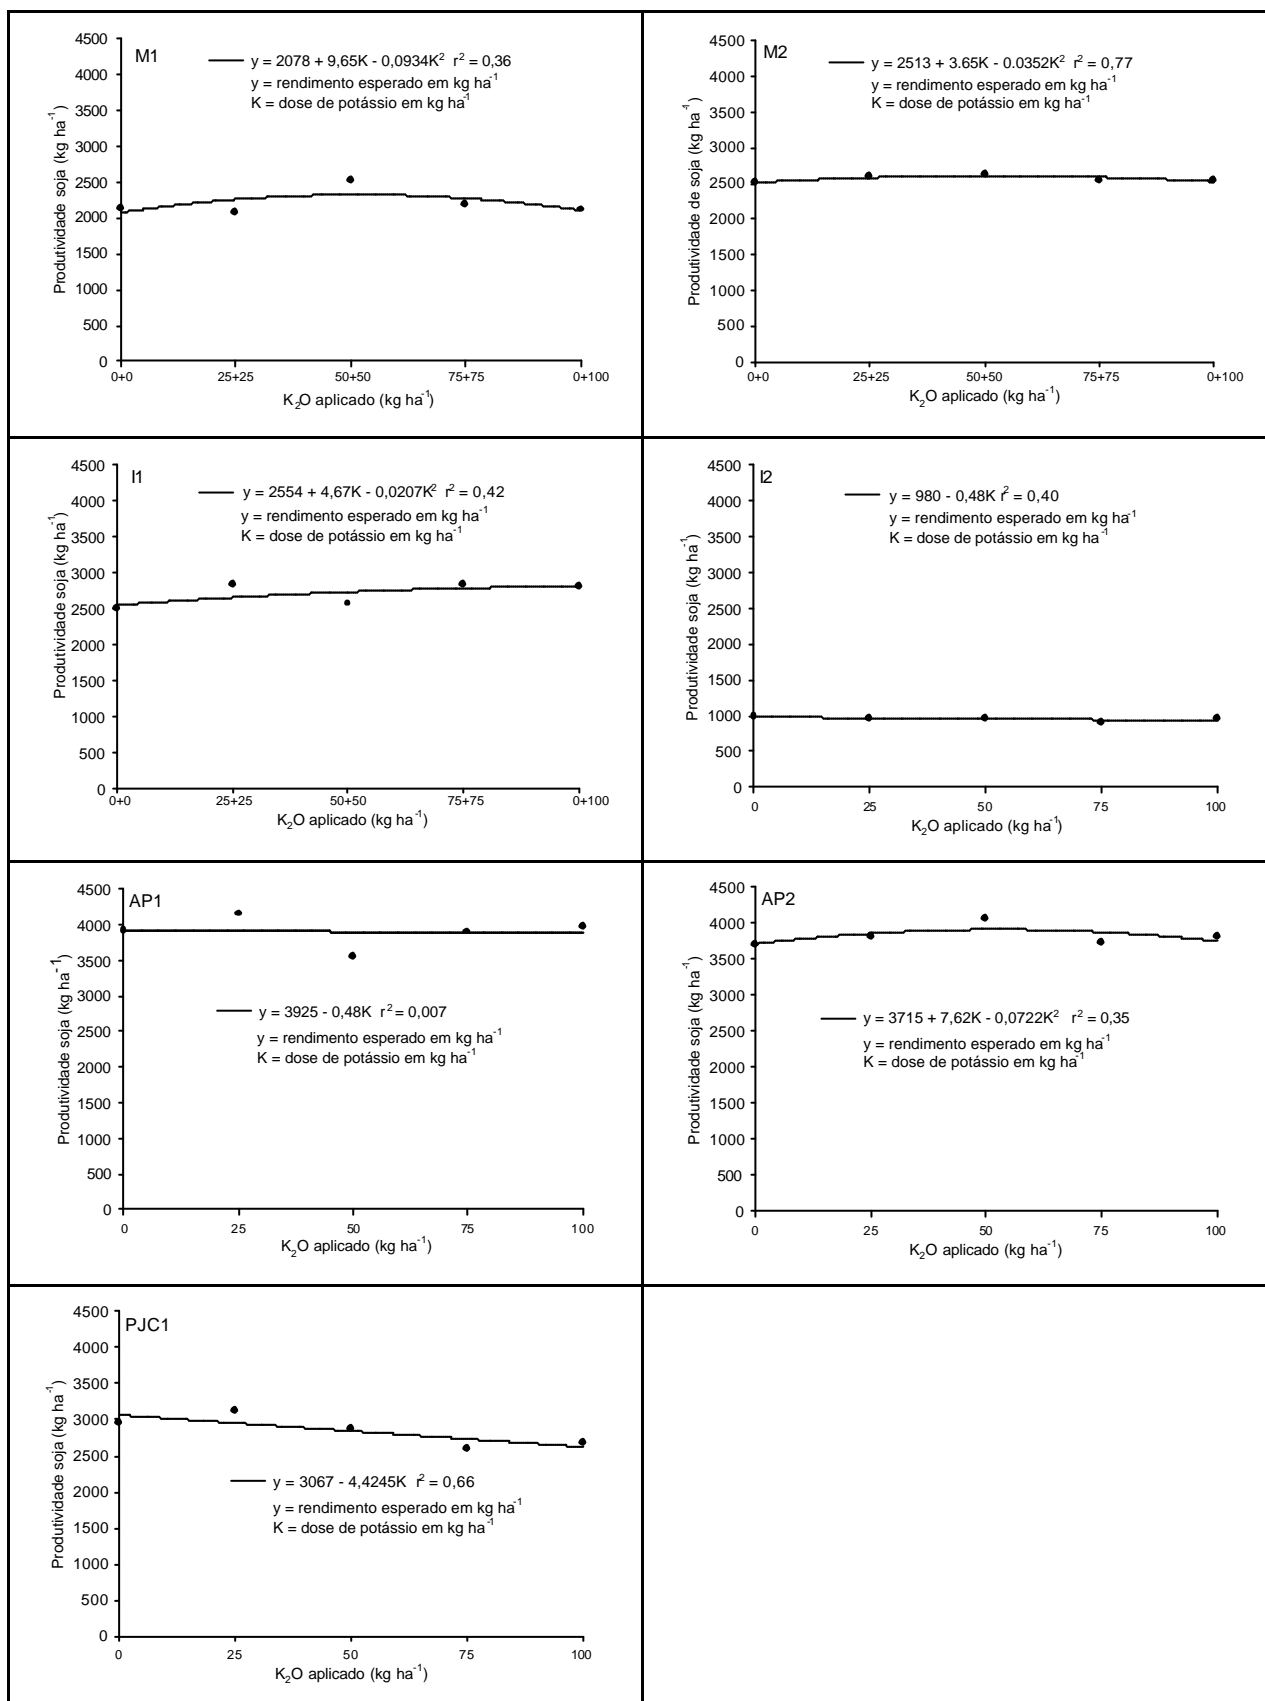 M1
y = 2078 + 9,65K - 0,0934K² r² = 0,36
y = rendimento esperado em kg ha⁻¹
K = dose de potássio em kg ha⁻¹
Produtividade soja (kg ha⁻¹)
4500
4000
3500
3000
2500
2000
1500
1000
500
0
0+0 25+25 50+50 75+75 0+100
K₂O aplicado (kg ha⁻¹)
M2
y = 2513 + 3.65K - 0.0352K² r² = 0,77
y = rendimento esperado em kg ha⁻¹
K = dose de potássio em kg ha⁻¹
Produtividade de soja (kg ha⁻¹)
4500
4000
3500
3000
2500
2000
1500
1000
500
0
0+0 25+25 50+50 75+75 0+100
K₂O aplicado (kg ha⁻¹)
I1
y = 2554 + 4,67K - 0,0207K² r² = 0,42
y = rendimento esperado em kg ha⁻¹
K = dose de potássio em kg ha⁻¹
Produtividade soja (kg ha⁻¹)
4500
4000
3500
3000
2500
2000
1500
1000
500
0
0+0 25+25 50+50 75+75 0+100
K₂O aplicado (kg ha⁻¹)
I2
y = 980 - 0,48K r² = 0,40
y = rendimento esperado em kg ha⁻¹
K = dose de potássio em kg ha⁻¹
Produtividade soja (kg ha⁻¹)
4500
4000
3500
3000
2500
2000
1500
1000
500
0
0 25 50 75 100
K₂O aplicado (kg ha⁻¹)
AP1
y = 3925 - 0,48K r² = 0,007
y = rendimento esperado em kg ha⁻¹
K = dose de potássio em kg ha⁻¹
Produtividade soja (kg ha⁻¹)
4500
4000
3500
3000
2500
2000
1500
1000
500
0
0 25 50 75 100
K₂O aplicado (kg ha⁻¹)
AP2
y = 3715 + 7,62K - 0,0722K² r² = 0,35
y = rendimento esperado em kg ha⁻¹
K = dose de potássio em kg ha⁻¹
Produtividade soja (kg ha⁻¹)
4500
4000
3500
3000
2500
2000
1500
1000
500
0
0 25 50 75 100
K₂O aplicado (kg ha⁻¹)
PJC1
y = 3067 - 4,4245K r² = 0,66
y = rendimento esperado em kg ha⁻¹
K = dose de potássio em kg ha⁻¹
Produtividade soja (kg ha⁻¹)
4500
4000
3500
3000
2500
2000
1500
1000
500
0
0 25 50 75 100
K₂O aplicado (kg ha⁻¹)